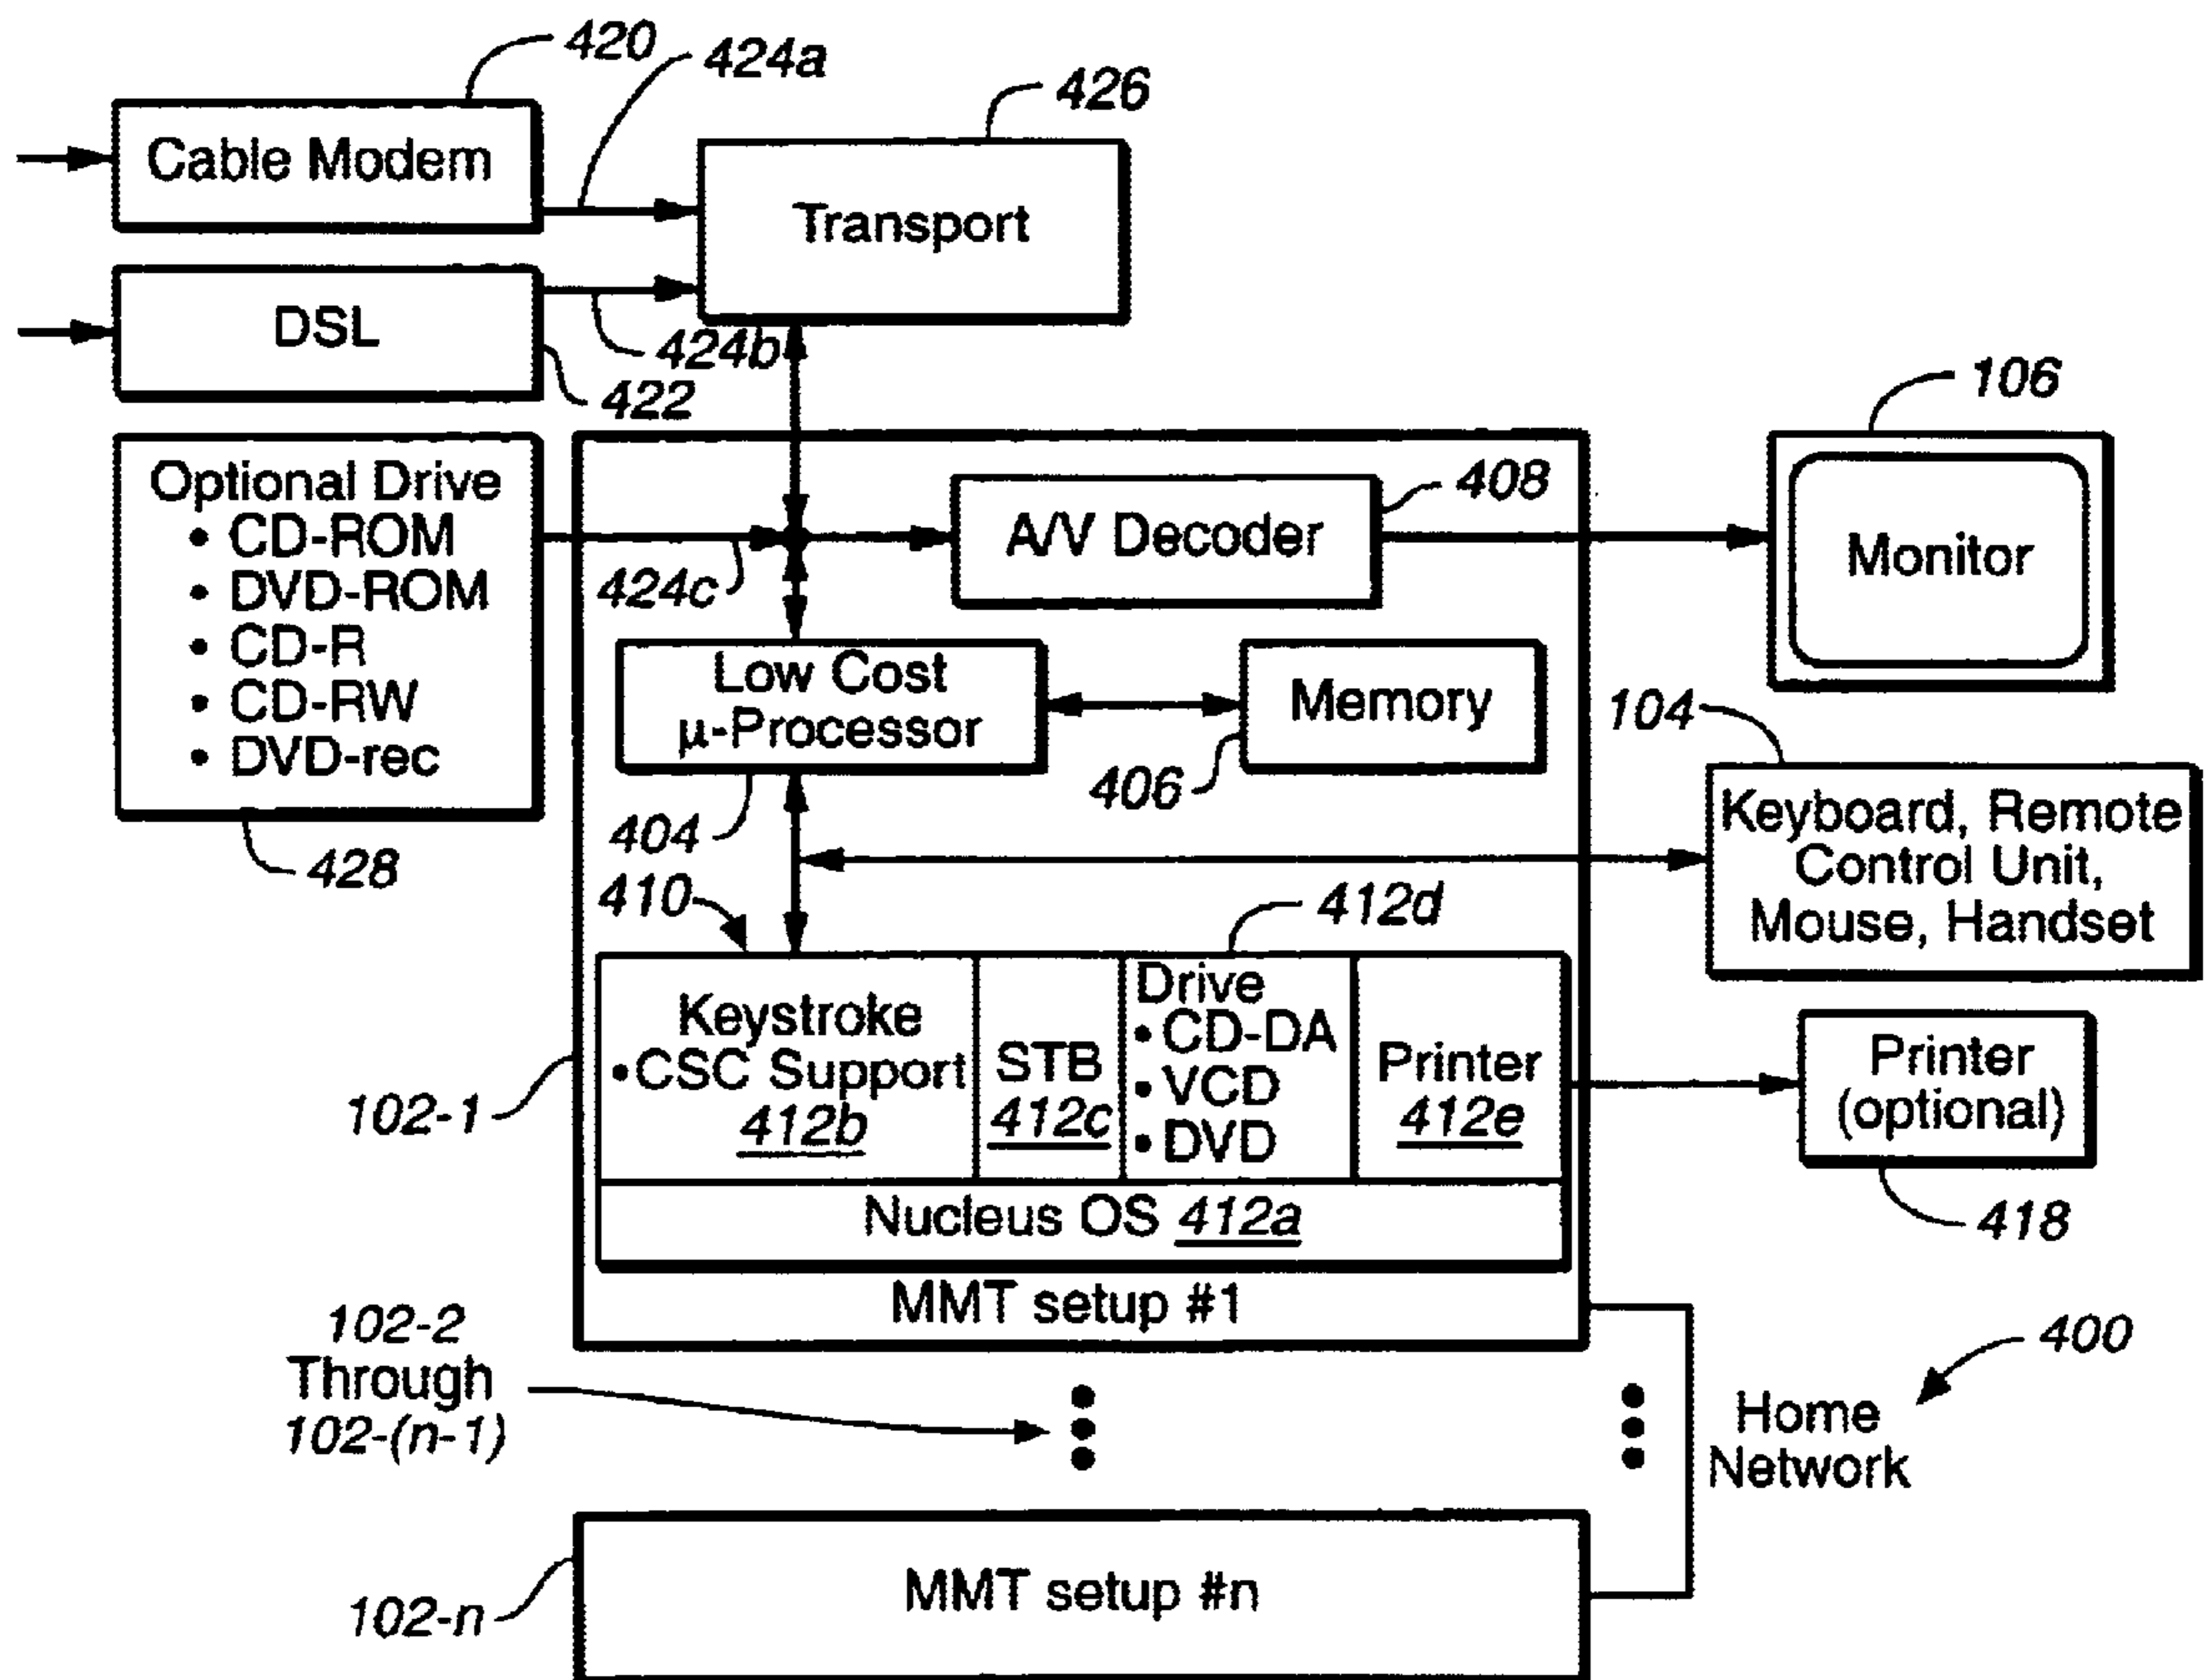 420
424a
426
Cable Modem
Transport
DSL
424b
422
106
Optional Drive
• CD-ROM
• DVD-ROM
• CD-R
• CD-RW
• DVD-rec
428
424c
A/V Decoder
408
Monitor
Low Cost
µ-Processor
404
Memory
406
104
Keyboard, Remote
Control Unit,
Mouse, Handset
410
412d
Keystroke
•CSC Support
412b
STB
412c
Drive
•CD-DA
•VCD
•DVD
Printer
412e
Nucleus OS 412a
MMT setup #1
102-1
Printer
(optional)
418
102-2
Through
102-(n-1)
400
Home
Network
MMT setup #n
102-n